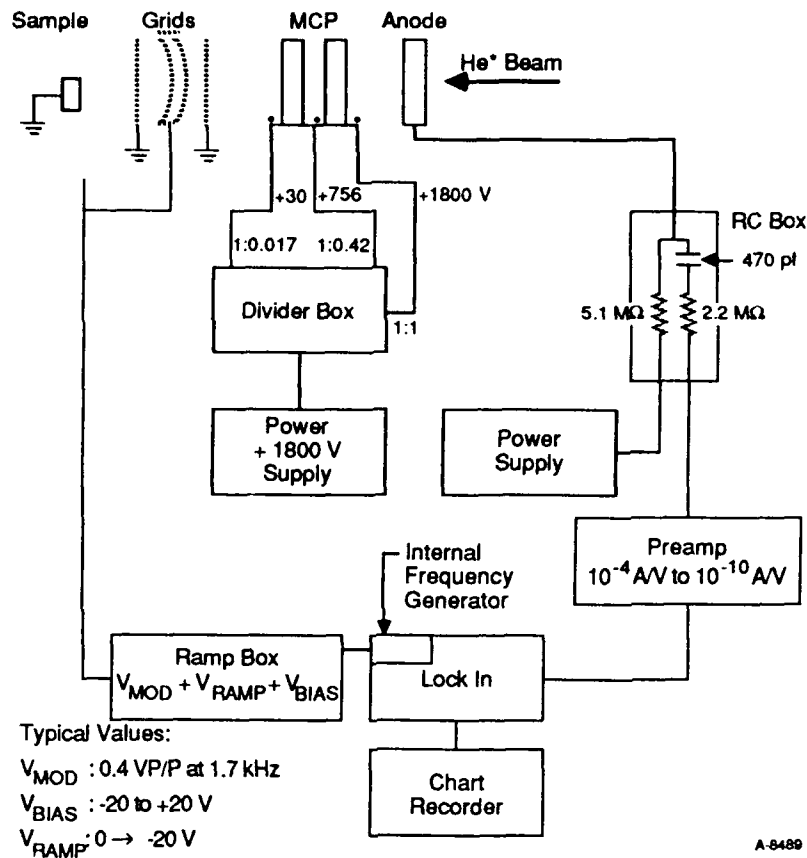 Sample
Grids
MCP
Anode
He* Beam
+30
+756
+1800 V
1:0.017
1:0.42
Divider Box
1:1
RC Box
470 pf
5.1 MΩ
2.2 MΩ
Power
+ 1800 V
Supply
Power
Supply
Internal
Frequency
Generator
Preamp
10⁻⁴ A/V to 10⁻¹⁰ A/V
Ramp Box
V_MOD + V_RAMP + V_BIAS
Lock In
Chart
Recorder
Typical Values:
V_MOD : 0.4 VP/P at 1.7 kHz
V_BIAS : -20 to +20 V
V_RAMP: 0 → -20 V
A-8489